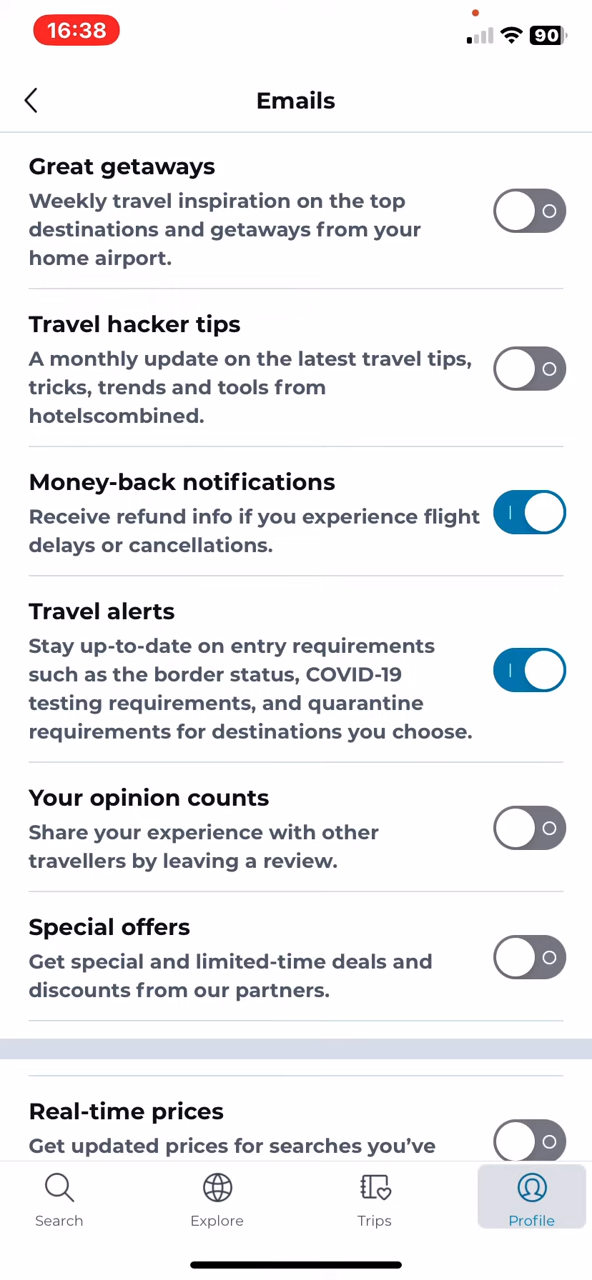 16:38
90
Emails
Great getaways
Weekly travel inspiration on the top
destinations and getaways from your
home airport.
Travel hacker tips
A monthly update on the latest travel tips,
tricks, trends and tools from
hotelscombined.
Money-back notifications
Receive refund info if you experience flight
delays or cancellations.
Travel alerts
Stay up-to-date on entry requirements
such as the border status, COVID-19
testing requirements, and quarantine
requirements for destinations you choose.
Your opinion counts
Share your experience with other
travellers by leaving a review.
Special offers
Get special and limited-time deals and
discounts from our partners.
Real-time prices
Get updated prices for searches you’ve
Search
Explore
Trips
Profile